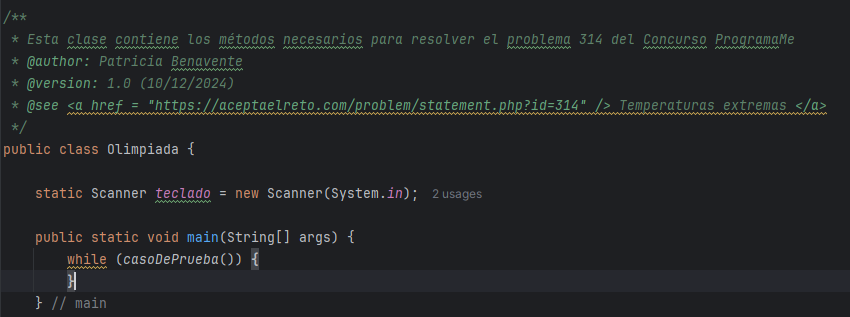 /**
* Esta clase contiene los métodos necesarios para resolver el problema 314 del Concurso ProgramaMe
* @author: Patricia Benavente
* @version: 1.0 (10/12/2024)
* @see <a href = "https://aceptaelreto.com/problem/statement.php?id=314" /> Temperaturas extremas </a>
*/
public class Olimpiada {
static Scanner teclado = new Scanner(System.in); 2 usages
public static void main(String[] args) {
while (casoDePrueba()) {
}
} // main